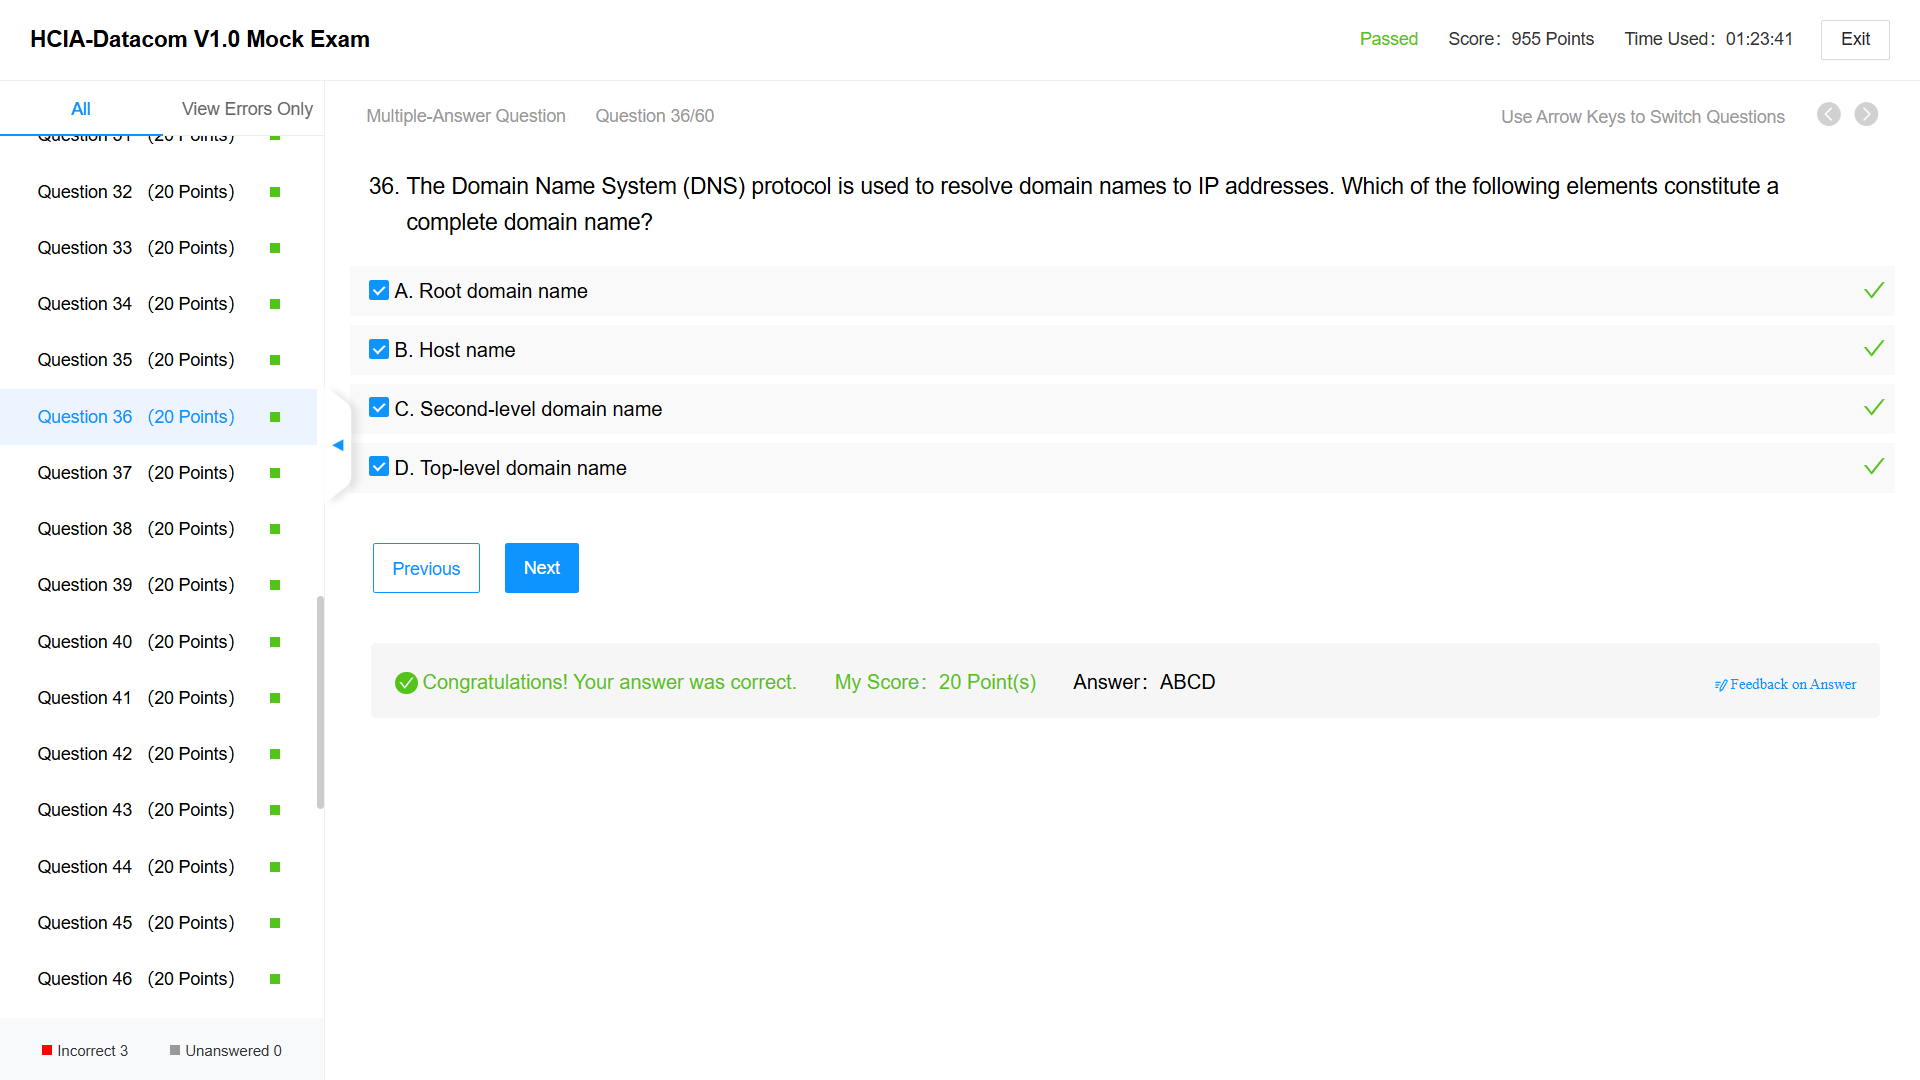 HCIA-Datacom V1.0 Mock Exam
Passed Score：955 Points Time Used：01:23:41 Exit
All View Errors Only
Question 31 （20 Points）
Question 32 （20 Points）
Question 33 （20 Points）
Question 34 （20 Points）
Question 35 （20 Points）
Question 36 （20 Points）
Question 37 （20 Points）
Question 38 （20 Points）
Question 39 （20 Points）
Question 40 （20 Points）
Question 41 （20 Points）
Question 42 （20 Points）
Question 43 （20 Points）
Question 44 （20 Points）
Question 45 （20 Points）
Question 46 （20 Points）
Incorrect 3 Unanswered 0
Multiple-Answer Question Question 36/60 Use Arrow Keys to Switch Questions
36. The Domain Name System (DNS) protocol is used to resolve domain names to IP addresses. Which of the following elements constitute a
complete domain name?
A. Root domain name
B. Host name
C. Second-level domain name
D. Top-level domain name
Previous Next
Congratulations! Your answer was correct. My Score：20 Point(s) Answer：ABCD Feedback on Answer